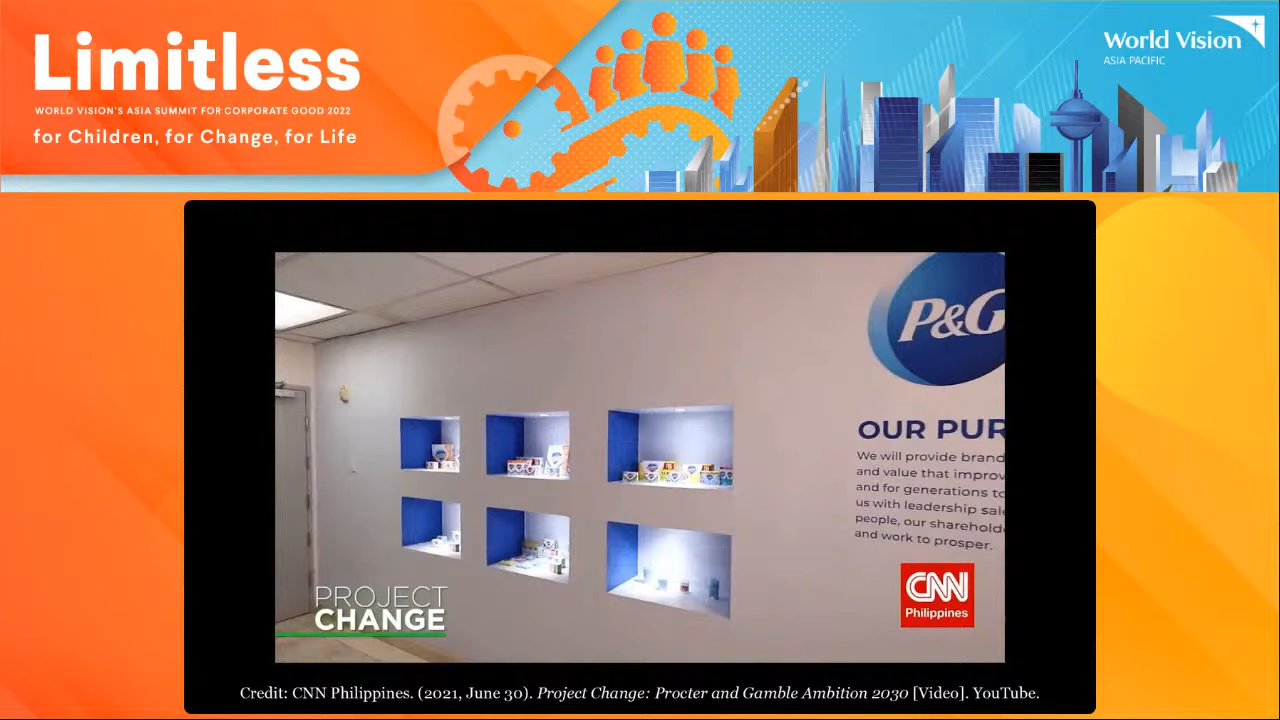 Limitless
WORLD VISION'S ASIA SUMMIT FOR CORPORATE GOOD 2022
for Children, for Change, for Life
World Vision
ASIA PACIFIC
P&G
OUR PUR
We will provide brand
and value that improv
and for generations to
us with leadership sale
people, our sharehold
and work to prosper.
PROJECT
CHANGE
CNN
Philippines
Credit: CNN Philippines. (2021, June 30). Project Change: Procter and Gamble Ambition 2030 [Video]. YouTube.